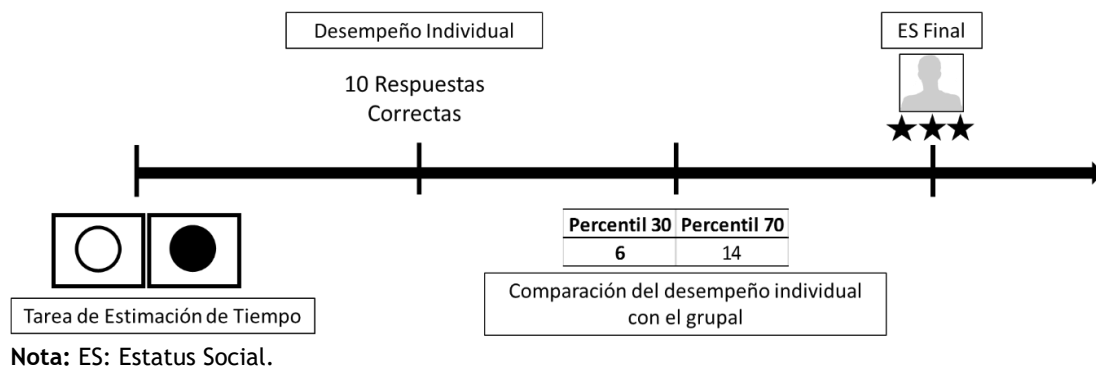 Desempeño Individual
ES Final
10 Respuestas
Correctas
Percentil 30 Percentil 70
6 14
Comparación del desempeño individual
con el grupal
Tarea de Estimación de Tiempo
Nota: ES: Estatus Social.